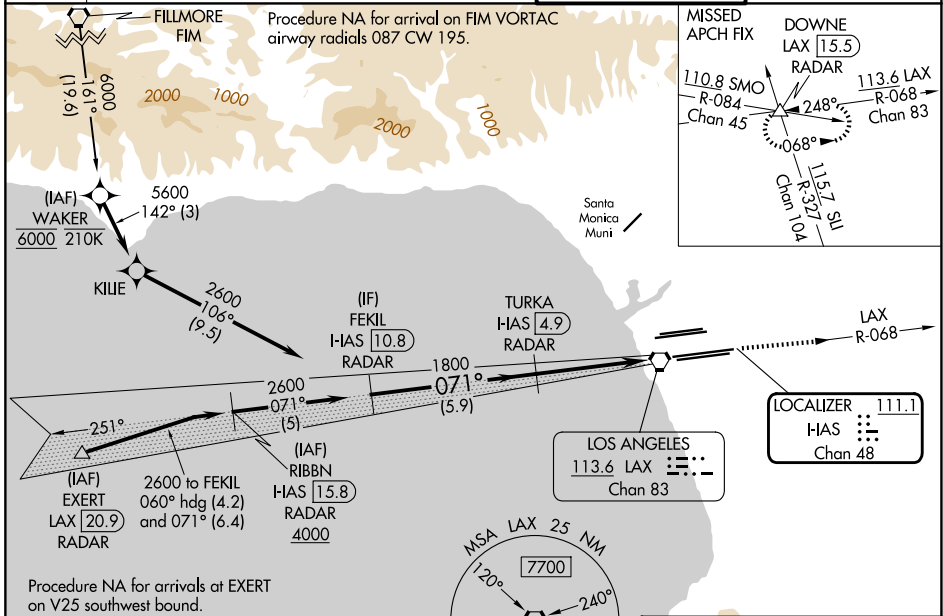 FILLMORE
FIM
Procedure NA for arrival on FIM VORTAC
airway radials 087 CW 195.
6000
161°
(19.6)
2000
1000
2000
1000
MISSED
APCH FIX
DOWNE
LAX 15.5
RADAR
110.8 SMO
R-084
Chan 45
113.6 LAX
R-068
Chan 83
248°
068°
115.7 SLI
R-327
Chan 104
(IAF)
WAKER
6000 210K
5600
142° (3)
KILIE
2600
106°
(9.5)
Santa
Monica
Muni
(IF)
FEKIL
I-IAS 10.8
RADAR
TURKA
I-IAS 4.9
RADAR
LAX
R-068
2600
071°
(5)
1800
071°
(5.9)
251°
(IAF)
EXERT
LAX 20.9
RADAR
2600 to FEKIL
060° hdg (4.2)
and 071° (6.4)
(IAF)
RIBBN
I-IAS 15.8
RADAR
4000
LOS ANGELES
113.6 LAX
Chan 83
LOCALIZER 111.1
I-IAS
Chan 48
MSA LAX 25 NM
7700
120°
240°
Procedure NA for arrivals at EXERT
on V25 southwest bound.